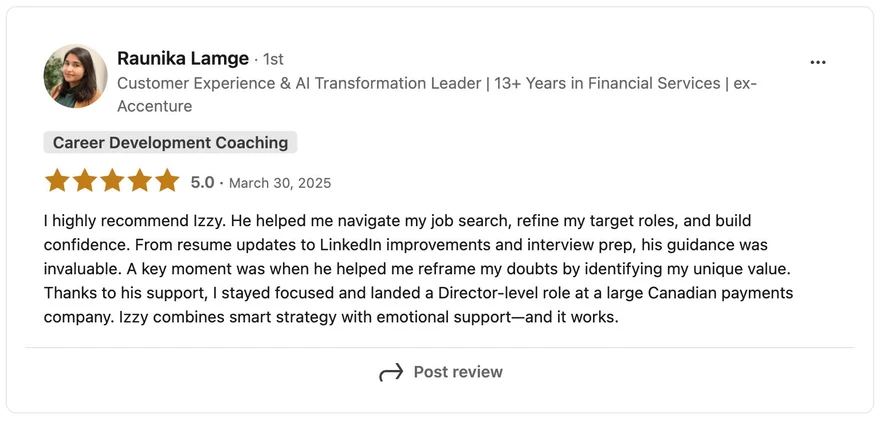 Raunika Lamge · 1st
Customer Experience & AI Transformation Leader | 13+ Years in Financial Services | ex-
Accenture
Career Development Coaching
5.0 · March 30, 2025
I highly recommend Izzy. He helped me navigate my job search, refine my target roles, and build
confidence. From resume updates to LinkedIn improvements and interview prep, his guidance was
invaluable. A key moment was when he helped me reframe my doubts by identifying my unique value.
Thanks to his support, I stayed focused and landed a Director-level role at a large Canadian payments
company. Izzy combines smart strategy with emotional support—and it works.
Post review